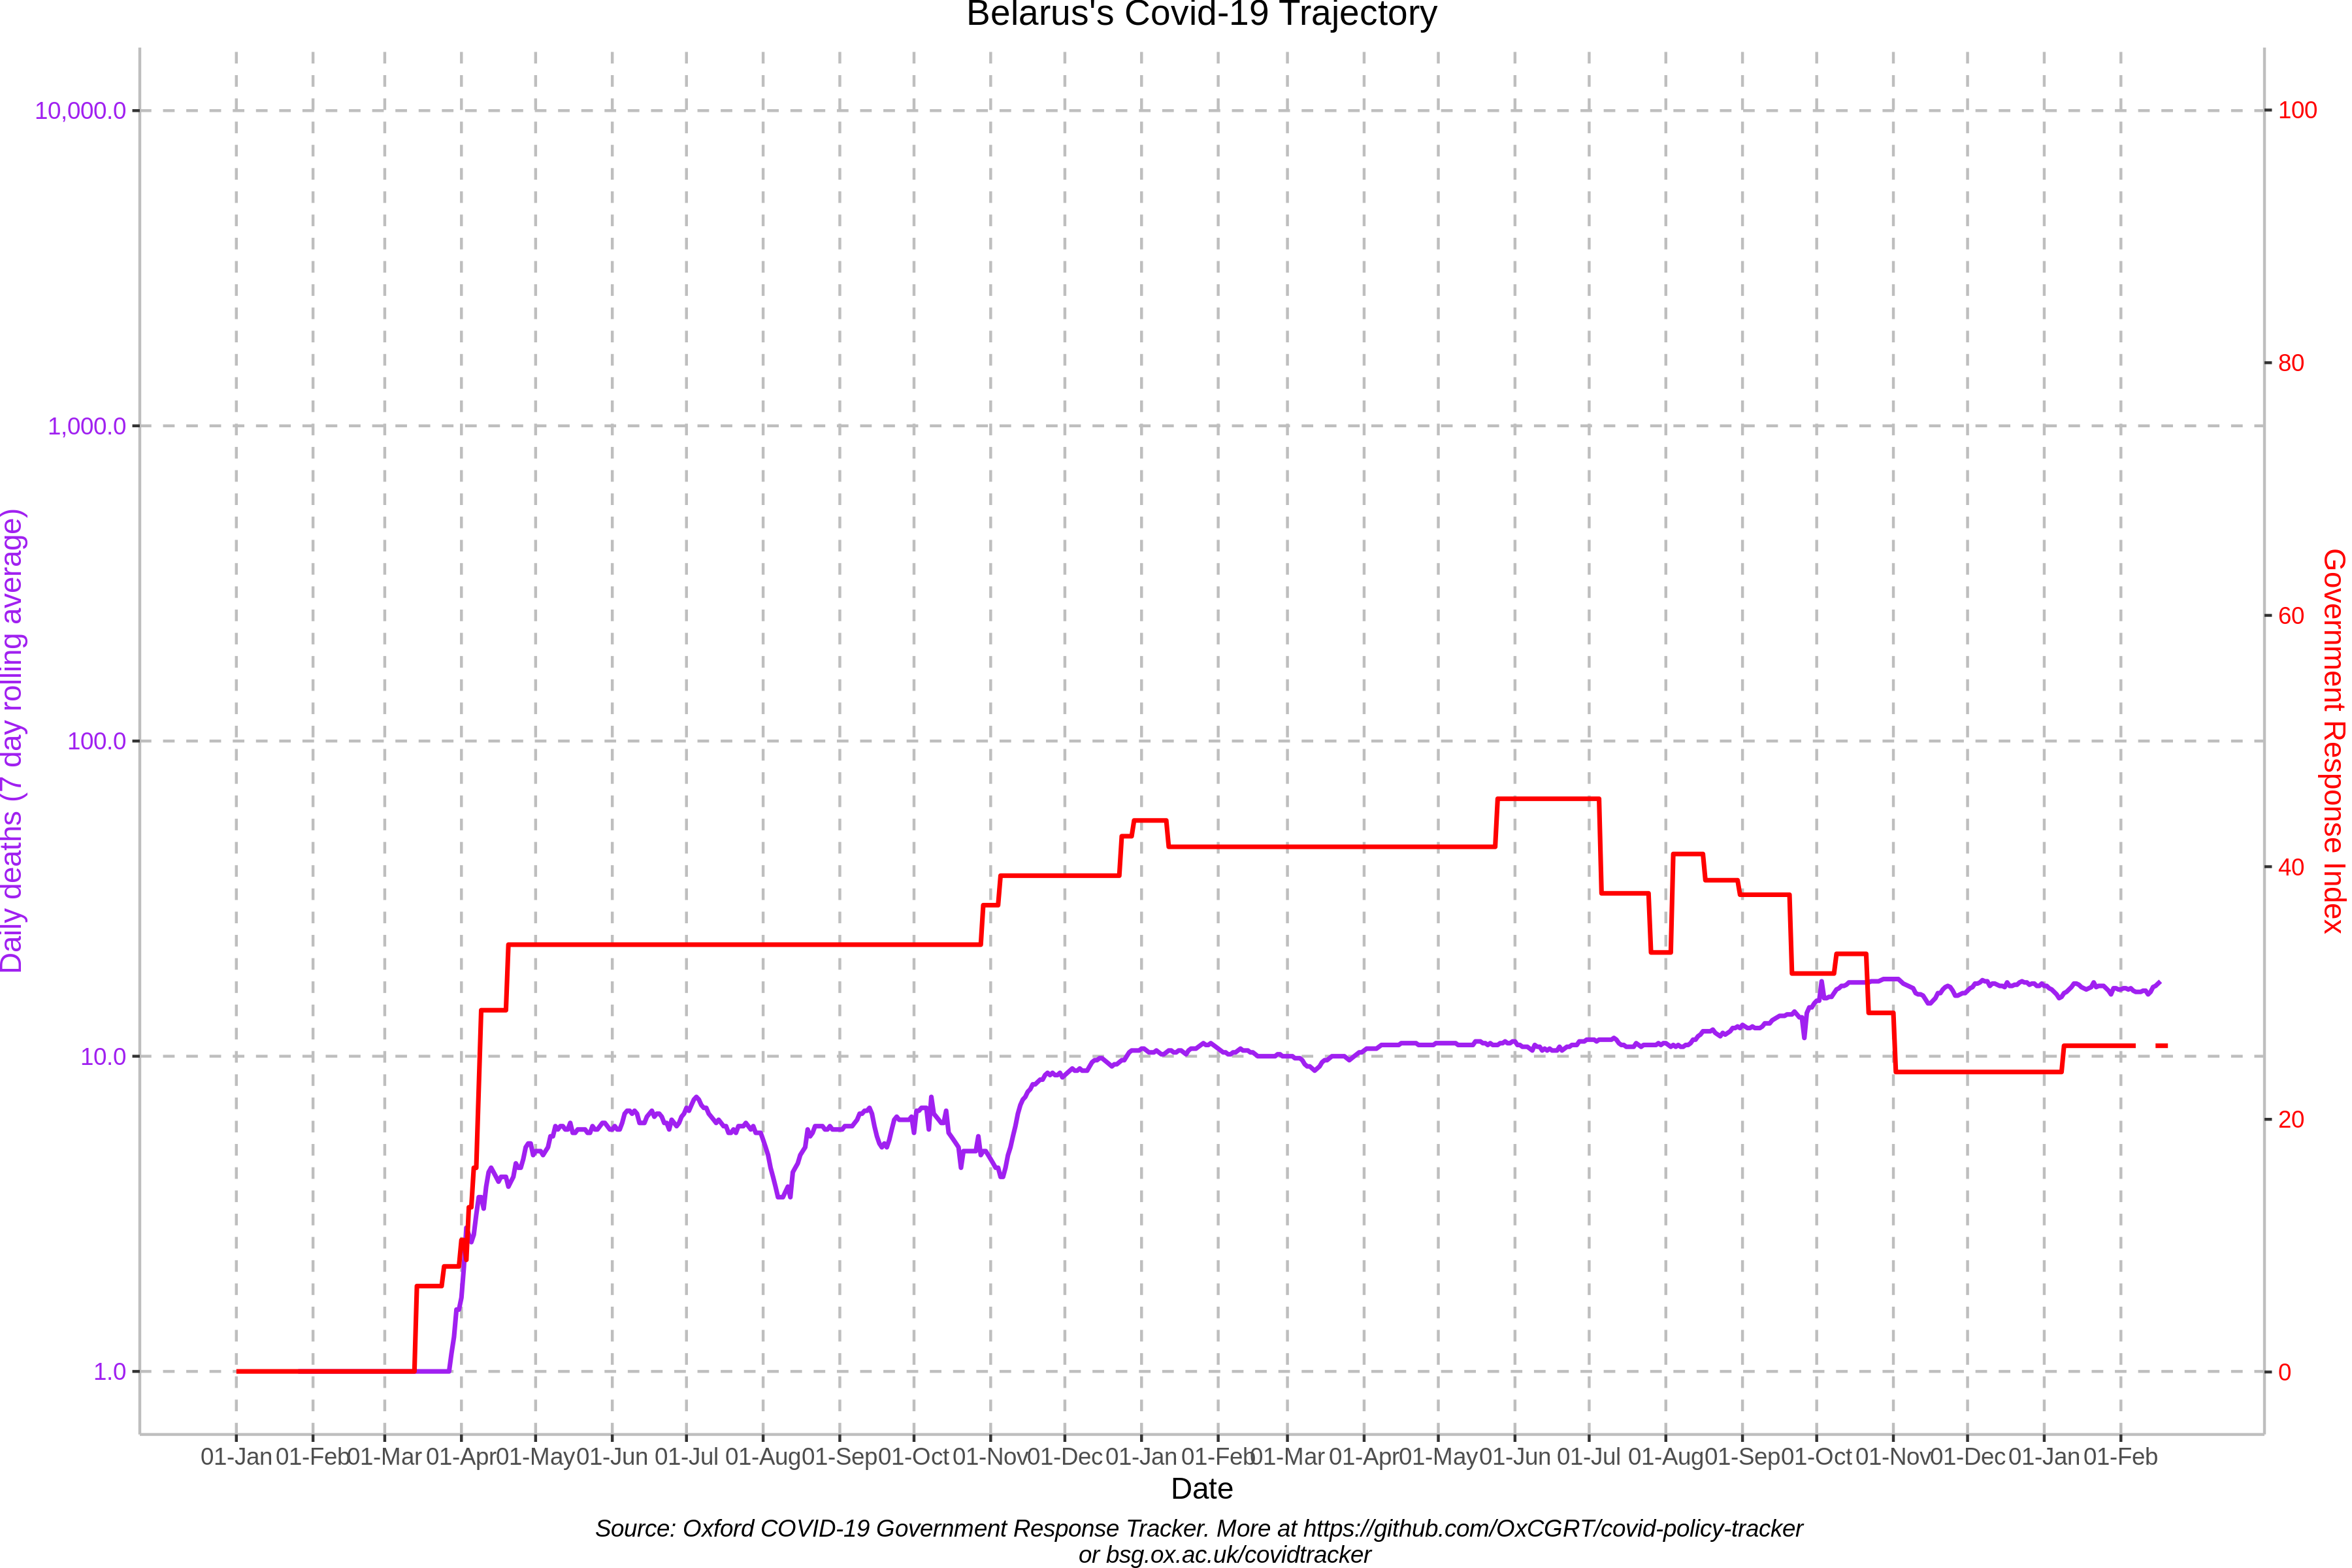 Belarus's Covid-19 Trajectory
10,000.0
1,000.0
100.0
10.0
1.0
Daily deaths (7 day rolling average)
100
80
60
40
20
0
Government Response Index
01-Jan 01-Feb 01-Mar 01-Apr 01-May 01-Jun 01-Jul 01-Aug 01-Sep 01-Oct 01-Nov 01-Dec 01-Jan 01-Feb 01-Mar 01-Apr 01-May 01-Jun 01-Jul 01-Aug 01-Sep 01-Oct 01-Nov 01-Dec 01-Jan 01-Feb
Date
Source: Oxford COVID-19 Government Response Tracker. More at https://github.com/OxCGRT/covid-policy-tracker
or bsg.ox.ac.uk/covidtracker